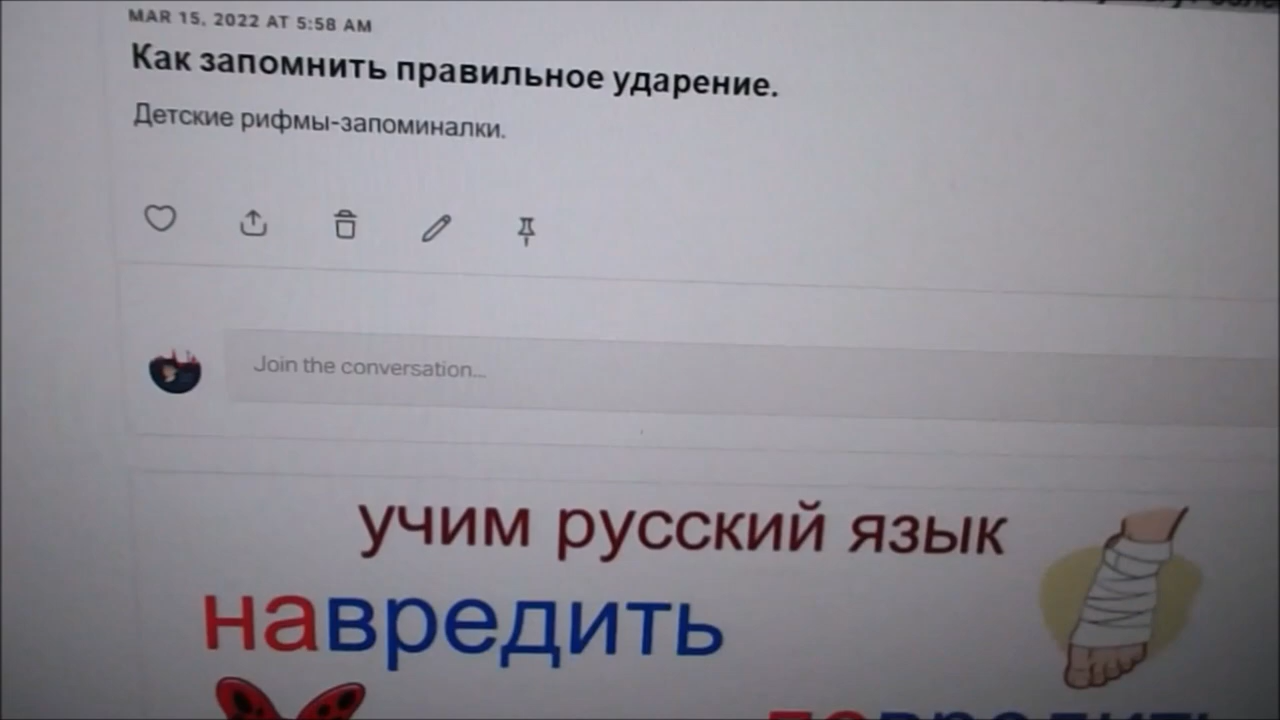 MAR 15, 2022 AT 5:58 AM
Как запомнить правильное ударение.
Детские рифмы-запоминалки.
Join the conversation...
учим русский язык
навредить